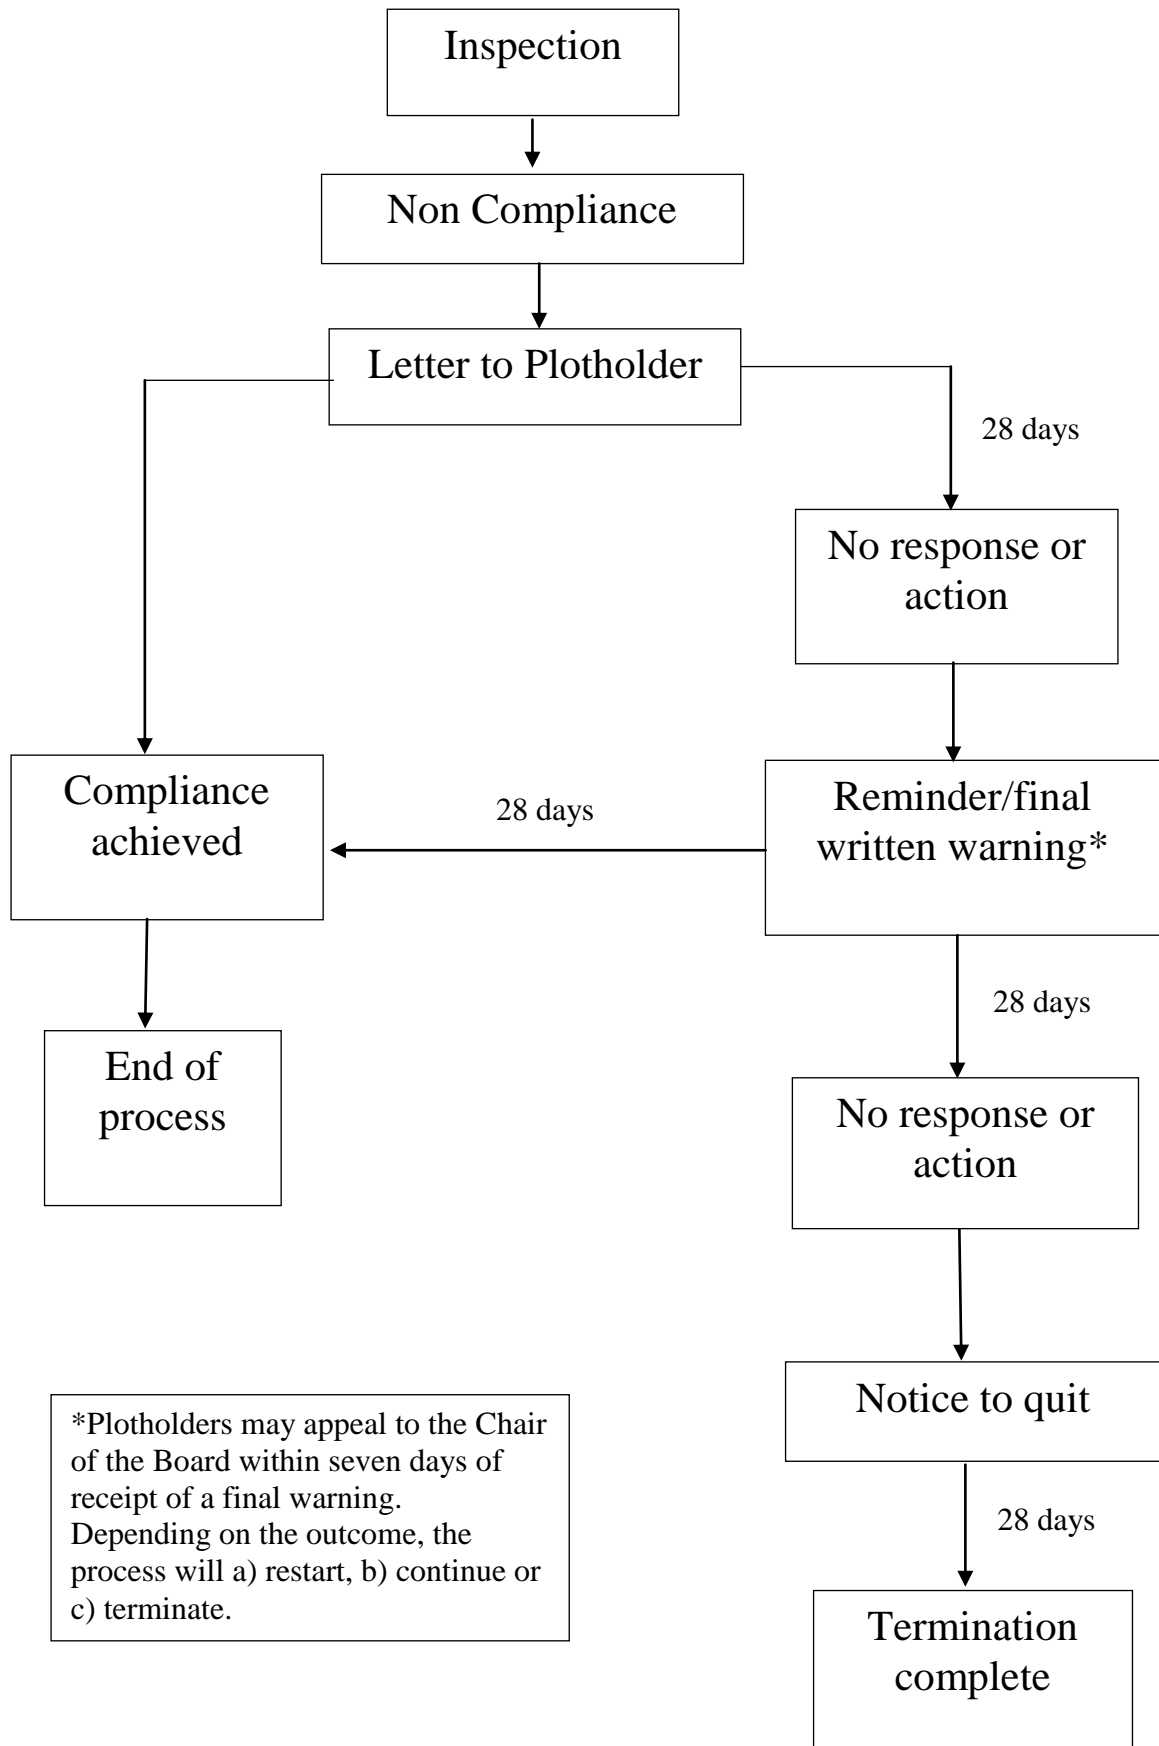 Inspection
Non Compliance
Letter to Plotholder
28 days
No response or
action
Compliance
achieved
28 days
Reminder/final
written warning*
28 days
End of
process
No response or
action
Notice to quit
*Plotholders may appeal to the Chair
of the Board within seven days of
receipt of a final warning.
Depending on the outcome, the
process will a) restart, b) continue or
c) terminate.
28 days
Termination
complete